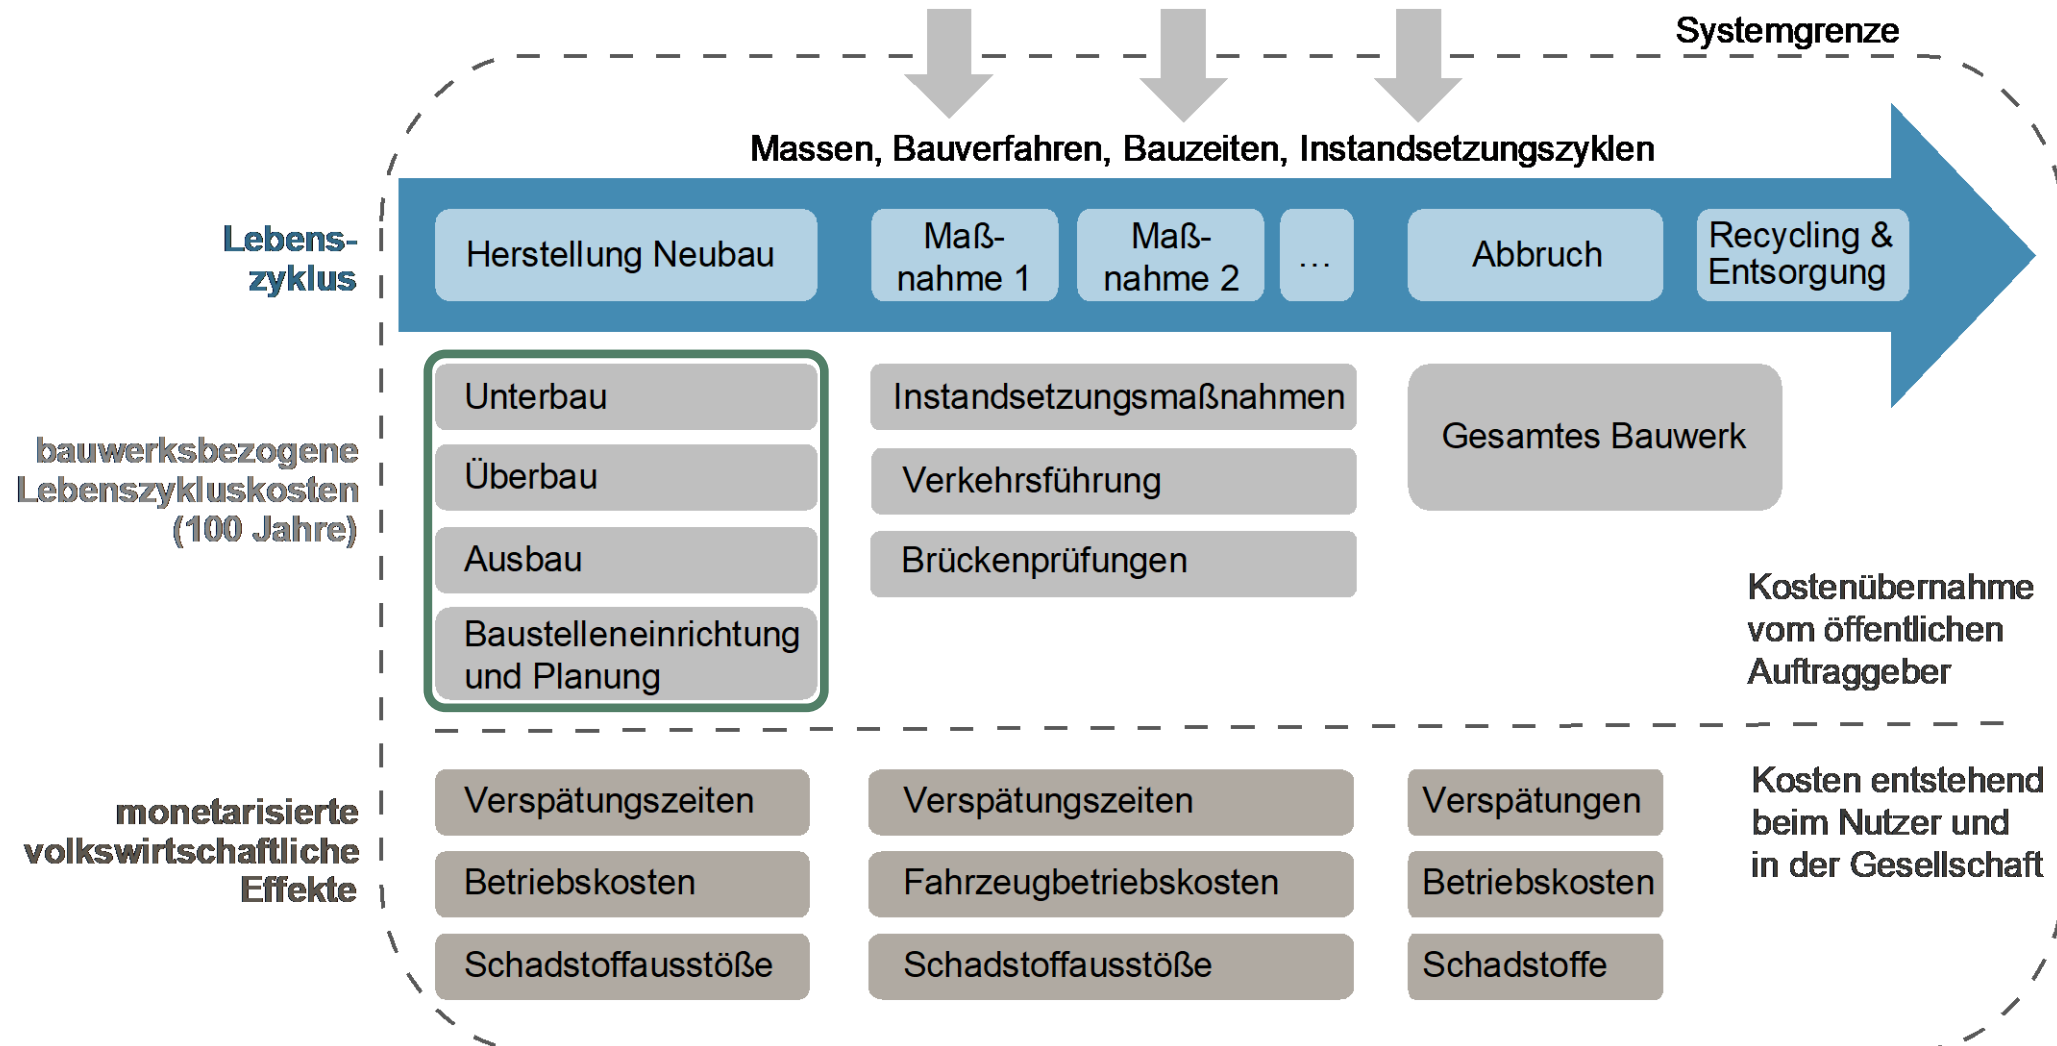 Systemgrenze
Massen, Bauverfahren, Bauzeiten, Instandsetzungszyklen
Lebens-
zyklus
Herstellung Neubau
Maß-
nahme 1
Maß-
nahme 2
...
Abbruch
Recycling &
Entsorgung
bauwerksbezogene
Lebenszykluskosten
(100 Jahre)
Unterbau
Überbau
Ausbau
Baustelleneinrichtung
und Planung
Instandsetzungsmaßnahmen
Verkehrsführung
Brückenprüfungen
Gesamtes Bauwerk
Kostenübernahme
vom öffentlichen
Auftraggeber
monetarisierte
volkswirtschaftliche
Effekte
Verspätungszeiten
Betriebskosten
Schadstoffausstöße
Verspätungszeiten
Fahrzeugbetriebskosten
Schadstoffausstöße
Verspätungen
Betriebskosten
Schadstoffe
Kosten entstehend
beim Nutzer und
in der Gesellschaft